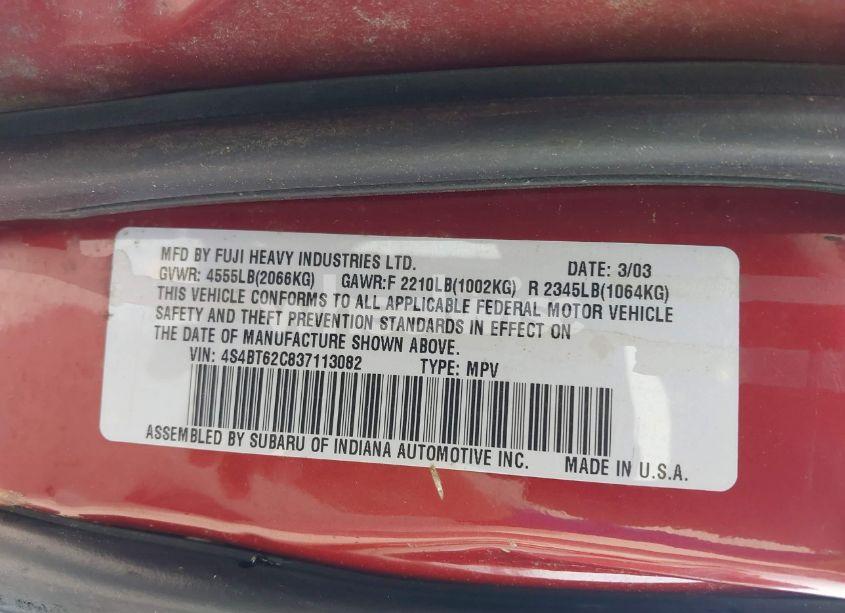 MFD BY FUJI HEAVY INDUSTRIES LTD. DATE: 3/03
GVWR: 4555LB(2066KG) GAWR:F 2210LB(1002KG) R 2345LB(1064KG)
THIS VEHICLE CONFORMS TO ALL APPLICABLE FEDERAL MOTOR VEHICLE
SAFETY AND THEFT PREVENTION STANDARDS IN EFFECT ON
THE DATE OF MANUFACTURE SHOWN ABOVE.
VIN: 4S4BT62C837113082 TYPE: MPV
ASSEMBLED BY SUBARU OF INDIANA AUTOMOTIVE INC. MADE IN U.S.A.